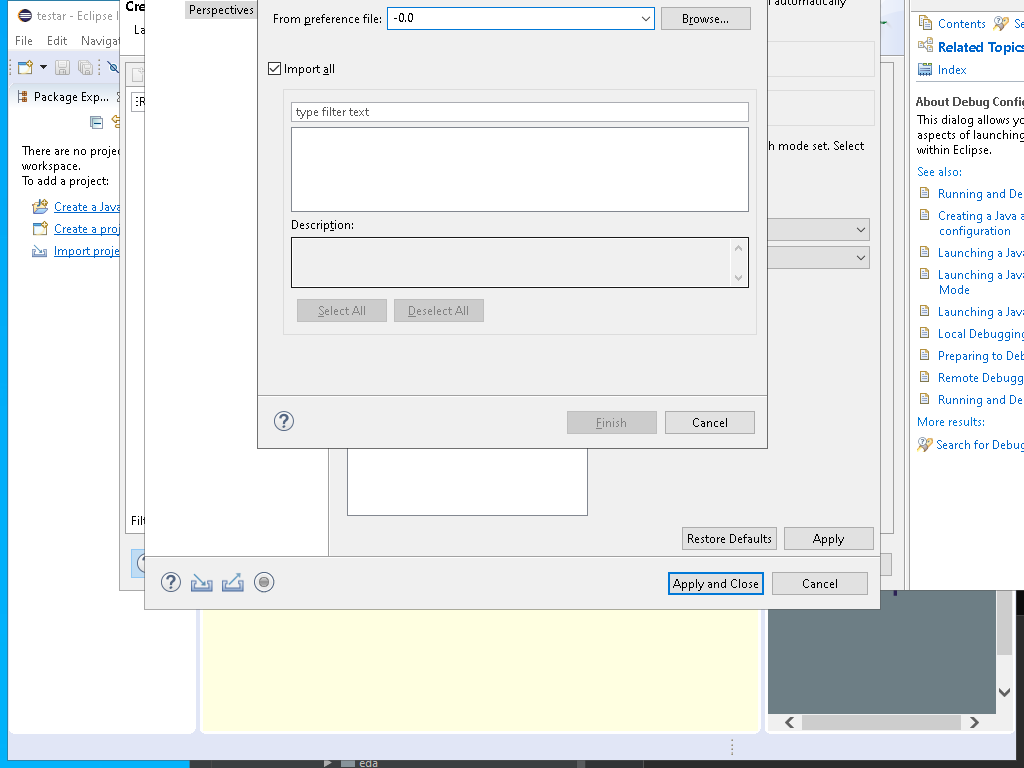 testar - Eclipse I
File Edit Navigat
Package Exp...
There are no proje
workspace.
To add a project:
Create a Java
Create a proj
Import proje
Cre
La
Filt
Perspectives
From preference file: -0.0 Browse...
Import all
type filter text
Description:
Select All Deselect All
Finish Cancel
automatically
h mode set. Select
Restore Defaults Apply
Apply and Close Cancel
Contents Se
Related Topics
Index
About Debug Config
This dialog allows yo
aspects of launching
within Eclipse.
See also:
Running and De
Creating a Java a
configuration
Launching a Java
Launching a Java
Mode
Launching a Java
Local Debugging
Preparing to Deb
Remote Debugg
Running and De
More results:
Search for Debug
eda